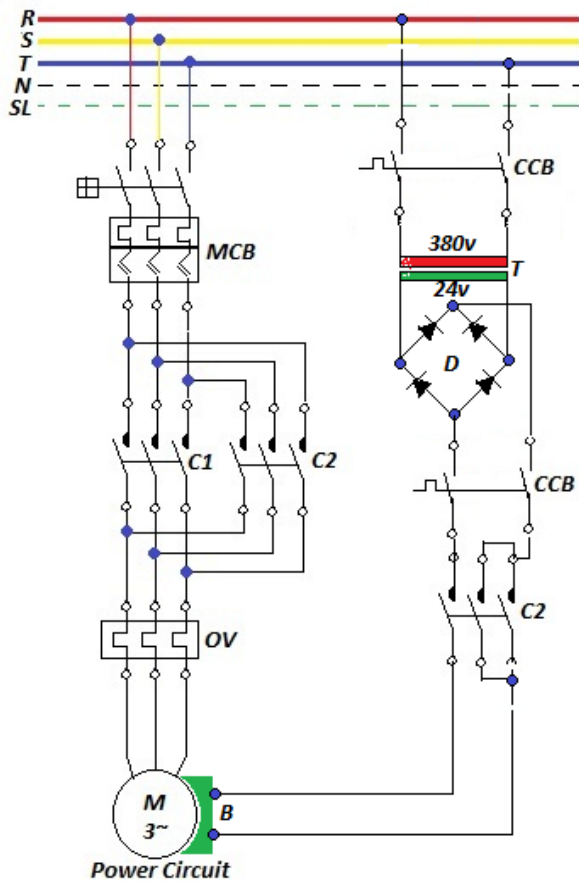 R
S
T
N
SL
CCB
MCB
380v
T
24v
D
C1
C2
CCB
C2
OV
M
3~
B
Power Circuit